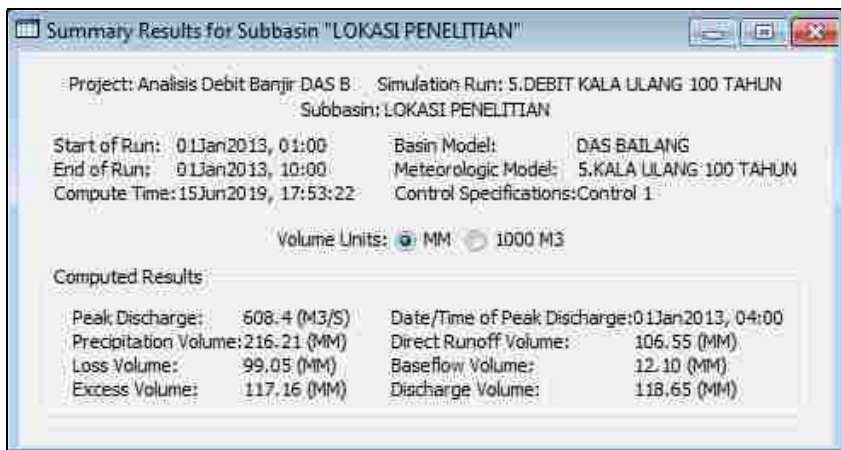 Summary Results for Subbasin "LOKASI PENELITIAN"
Project: Analisis Debit Banjir DAS B Simulation Run: 5.DEBIT KALA ULANG 100 TAHUN
Subbasin: LOKASI PENELITIAN
Start of Run: 01Jan2013, 01:00 Basin Model: DAS BAILANG
End of Run: 01Jan2013, 10:00 Meteorologic Model: 5.KALA ULANG 100 TAHUN
Compute Time: 15Jun2019, 17:53:22 Control Specifications:Control 1
Volume Units: MM 1000 M3
Computed Results
Peak Discharge: 608.4 (M3/S) Date/Time of Peak Discharge:01Jan2013, 04:00
Precipitation Volume:216.21 (MM) Direct Runoff Volume: 106.55 (MM)
Loss Volume: 99.05 (MM) Baseflow Volume: 12.10 (MM)
Excess Volume: 117.16 (MM) Discharge Volume: 118.65 (MM)